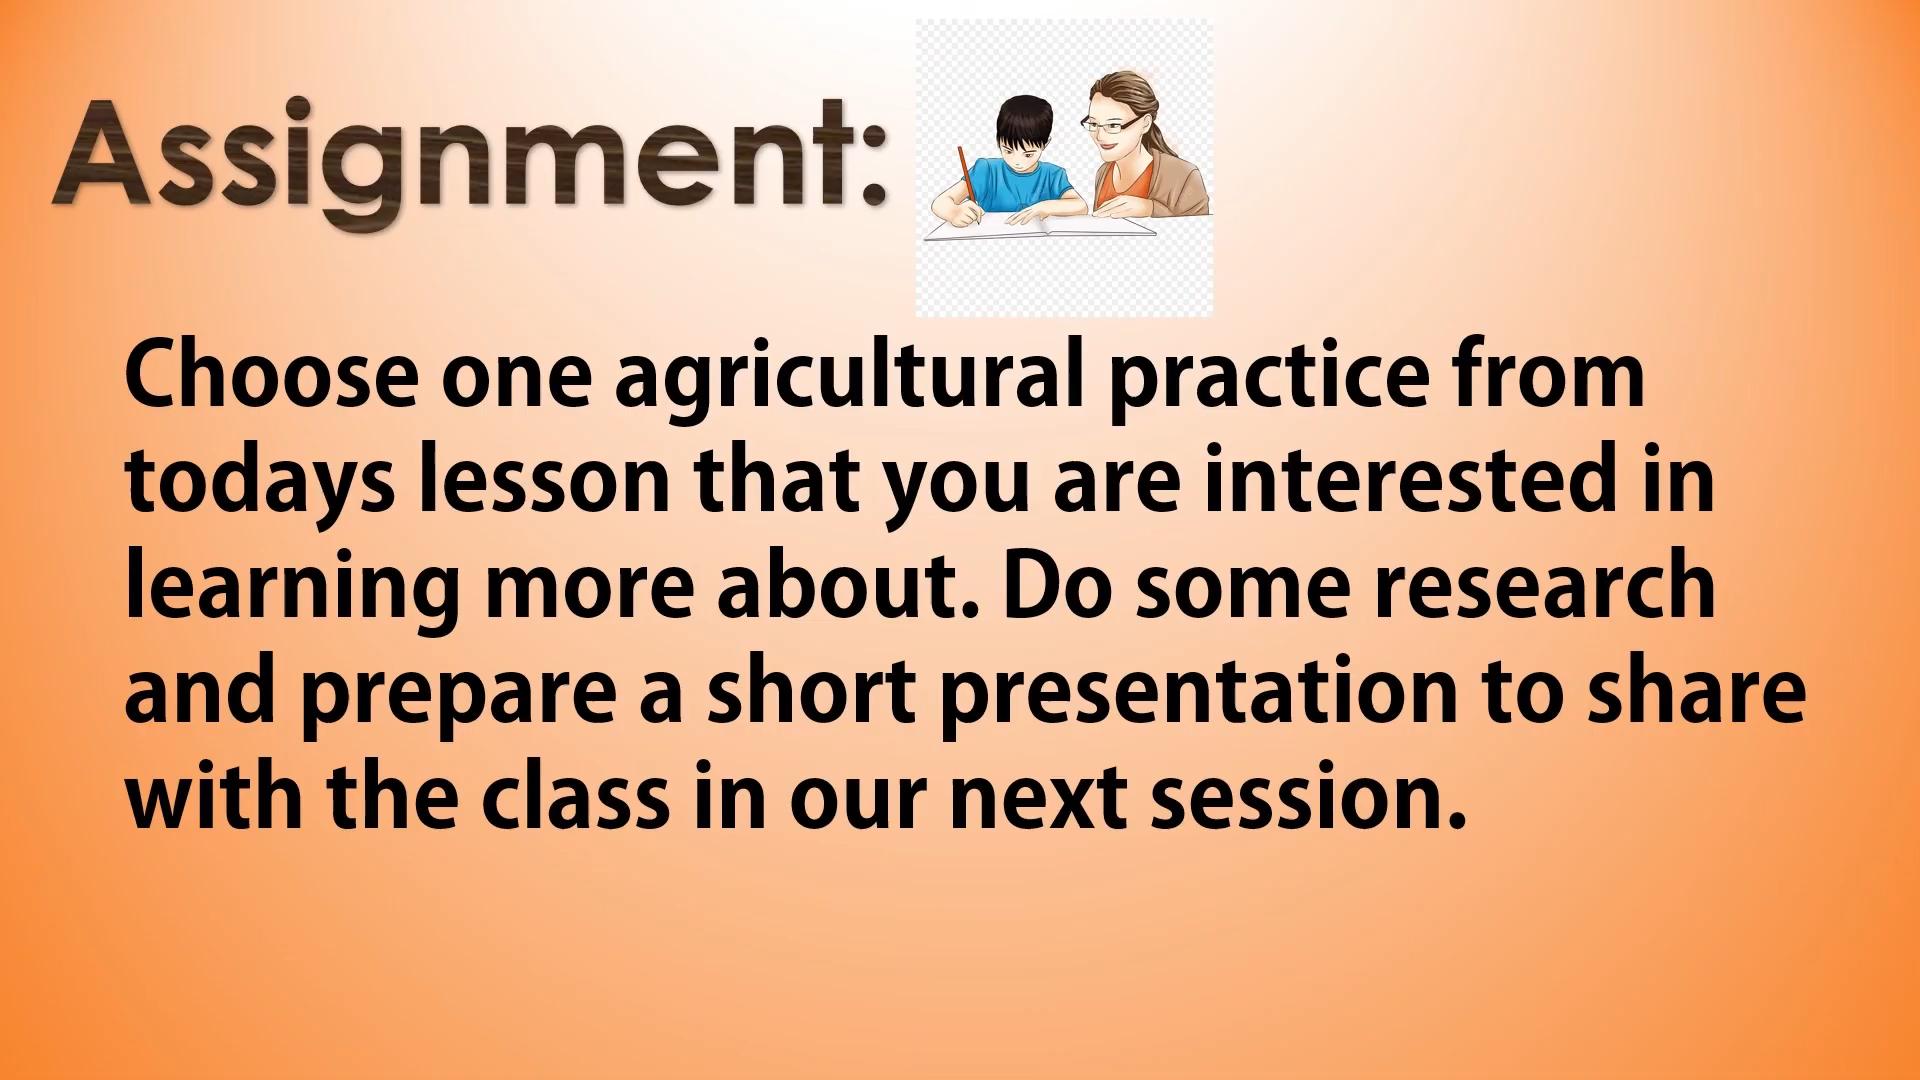 Assignment:
Choose one agricultural practice from
todays lesson that you are interested in
learning more about. Do some research
and prepare a short presentation to share
with the class in our next session.